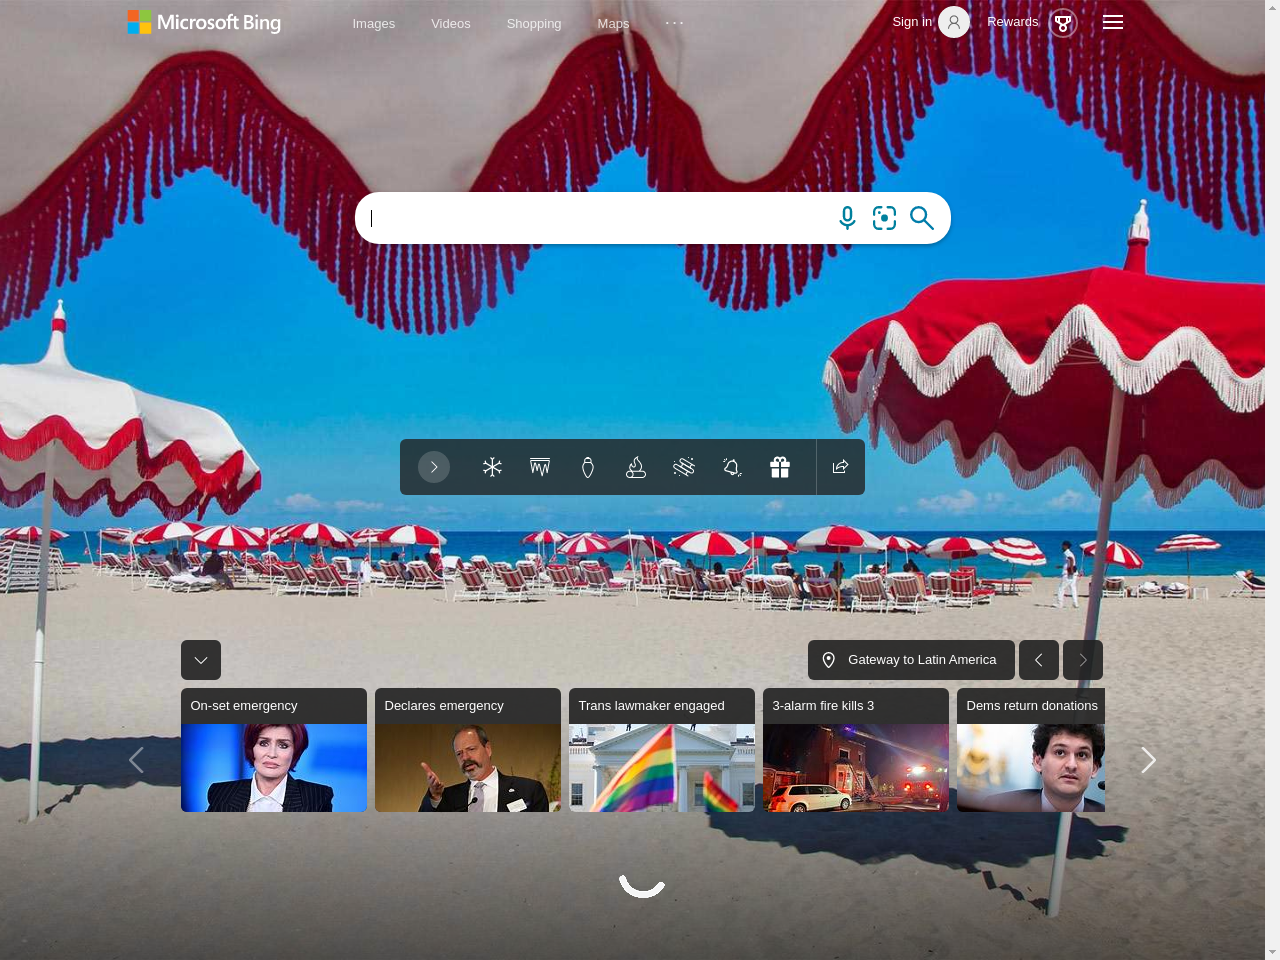 Microsoft Bing
Images
Videos
Shopping
Maps
Sign in
Rewards
Gateway to Latin America
On-set emergency
Declares emergency
Trans lawmaker engaged
3-alarm fire kills 3
Dems return donations